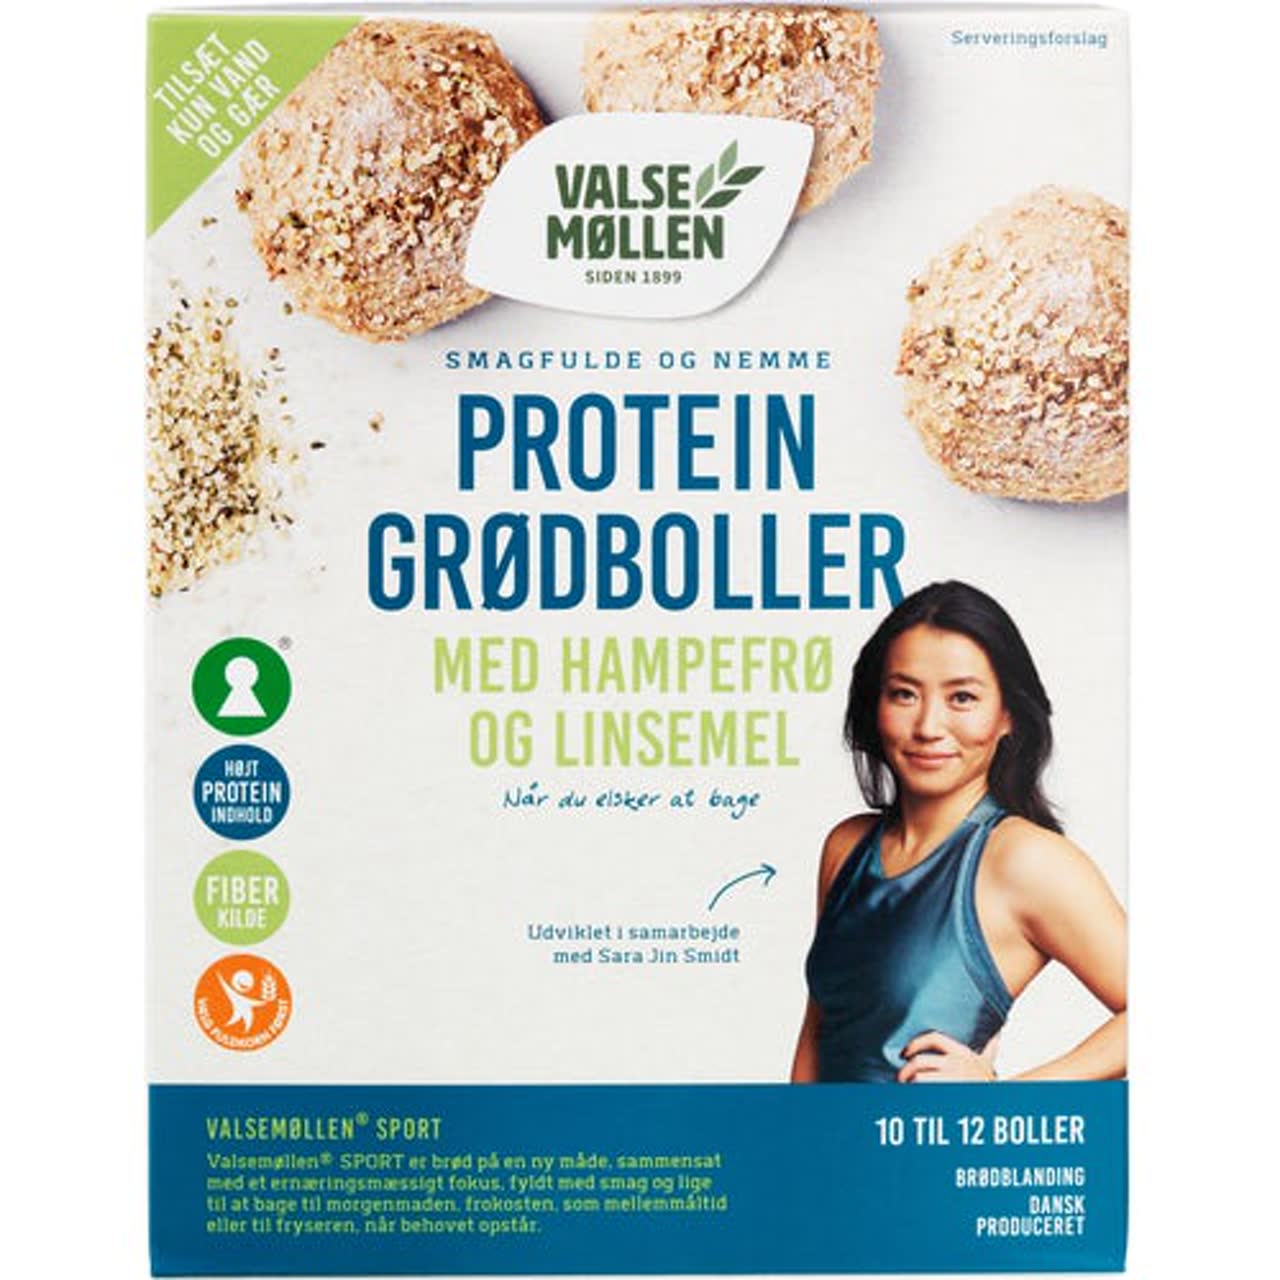 TILSÆT
KUN VAND
OG GÆR
Serveringsforslag
VALSE
MØLLEN
SIDEN 1899
SMAGFULDE OG NEMME
PROTEIN
GRØDBOLLER
MED HAMPEFRØ
OG LINSEMEL
Når du elsker at bage
®
HØJT
PROTEIN
INDHOLD
FIBER
KILDE
VÆLG FULDKORN FØRST
Udviklet i samarbejde
med Sara Jin Smidt
VALSEMØLLEN® SPORT
Valsemøllen® SPORT er brød på en ny måde, sammensat
med et ernæringsmæssigt fokus, fyldt med smag og lige
til at bage til morgenmaden, frokosten, som mellemmåltid
eller til fryseren, når behovet opstår.
10 TIL 12 BOLLER
BRØDBLANDING
DANSK
PRODUCERET